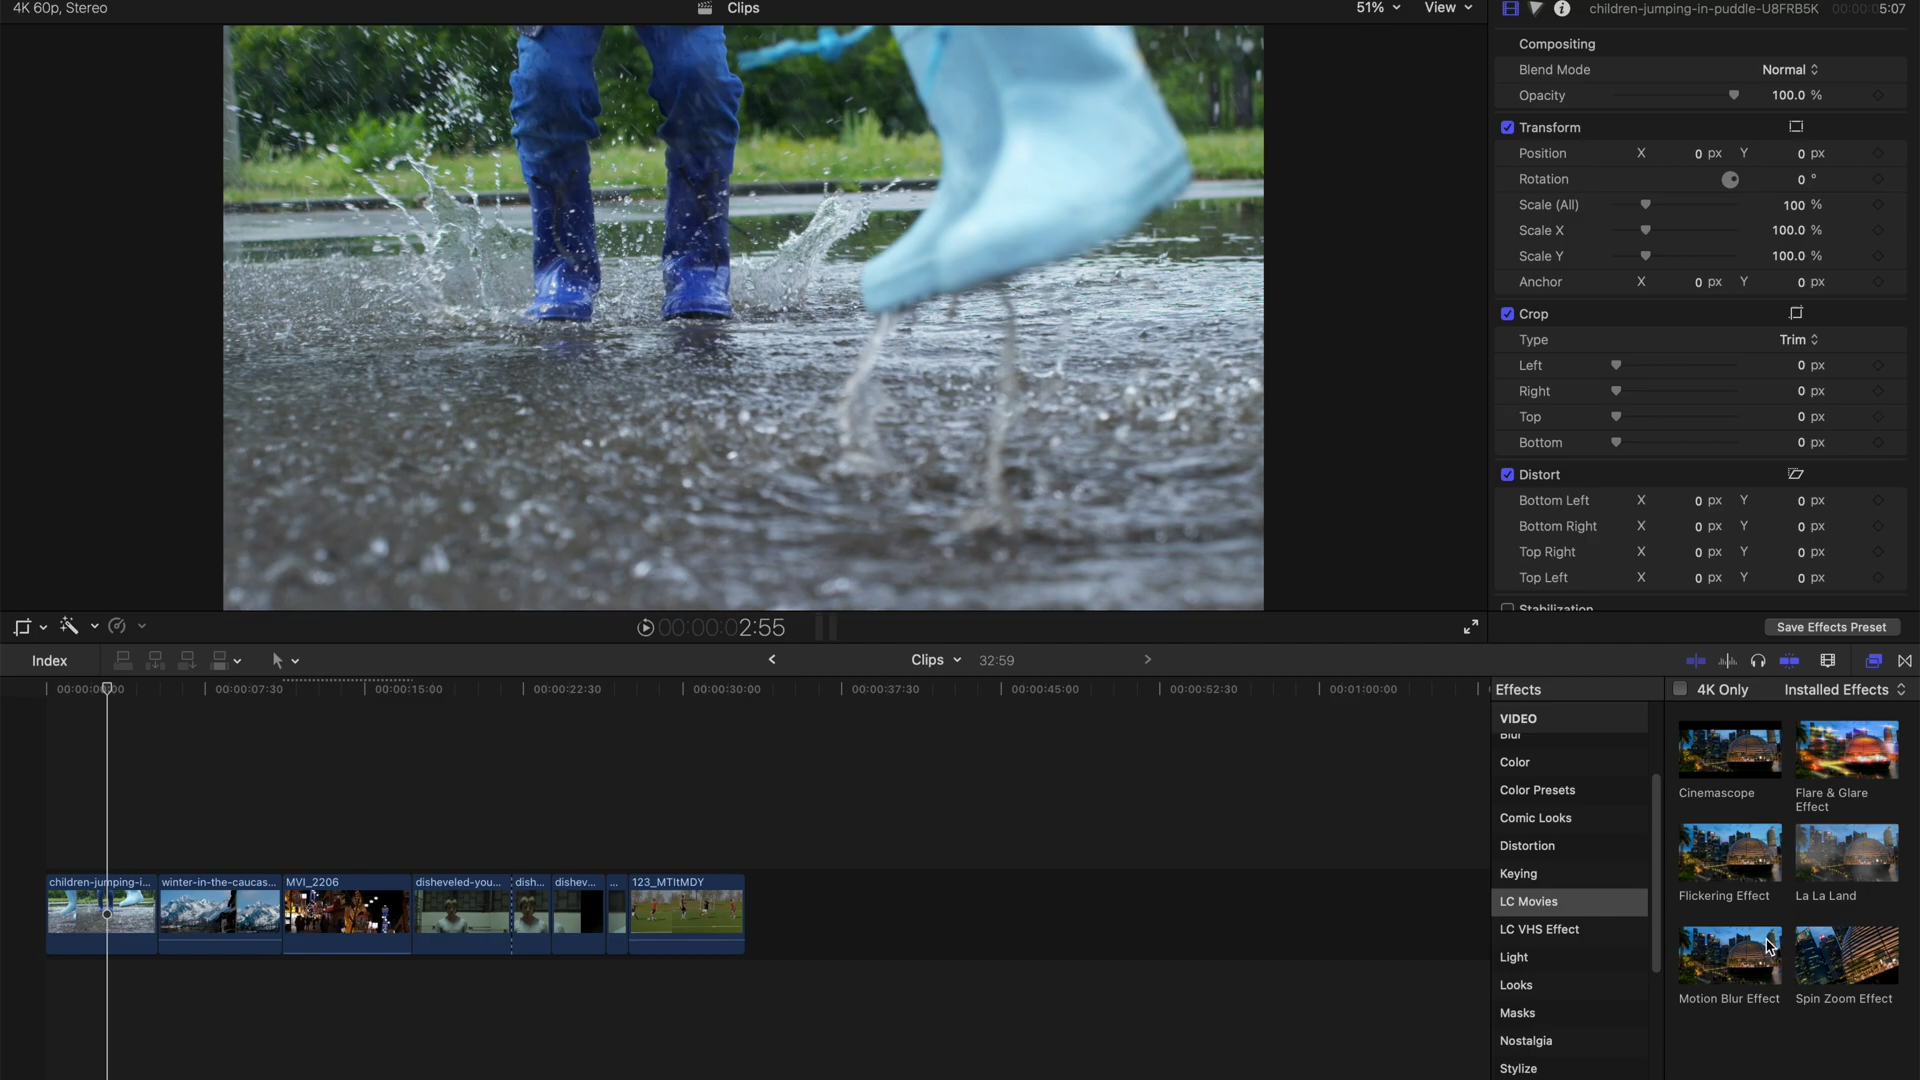 4K 60p, Stereo
Clips
51%
View
children-jumping-in-puddle-U8FRB5K
00:00:05:07
Compositing
Blend Mode Normal
Opacity 100.0 %
Transform
Position X 0 px Y 0 px
Rotation 0 °
Scale (All) 100 %
Scale X 100.0 %
Scale Y 100.0 %
Anchor X 0 px Y 0 px
Crop
Type Trim
Left 0 px
Right 0 px
Top 0 px
Bottom 0 px
Distort
Bottom Left X 0 px Y 0 px
Bottom Right X 0 px Y 0 px
Top Right X 0 px Y 0 px
Top Left X 0 px Y 0 px
Stabilization
00:00:02:55
Save Effects Preset
Index
Clips
32:59
00:00:00:00 00:00:07:30 00:00:15:00 00:00:22:30 00:00:30:00 00:00:37:30 00:00:45:00 00:00:52:30 00:01:00:00
children-jumping-i... winter-in-the-caucas... MVI_2206 disheveled-you... dish... dishev... ... 123_MTItMDY
Effects
4K Only
Installed Effects
VIDEO
Blur
Color
Color Presets
Comic Looks
Distortion
Keying
LC Movies
LC VHS Effect
Light
Looks
Masks
Nostalgia
Stylize
Cinemascope
Flare & Glare
Effect
Flickering Effect
La La Land
Motion Blur Effect
Spin Zoom Effect